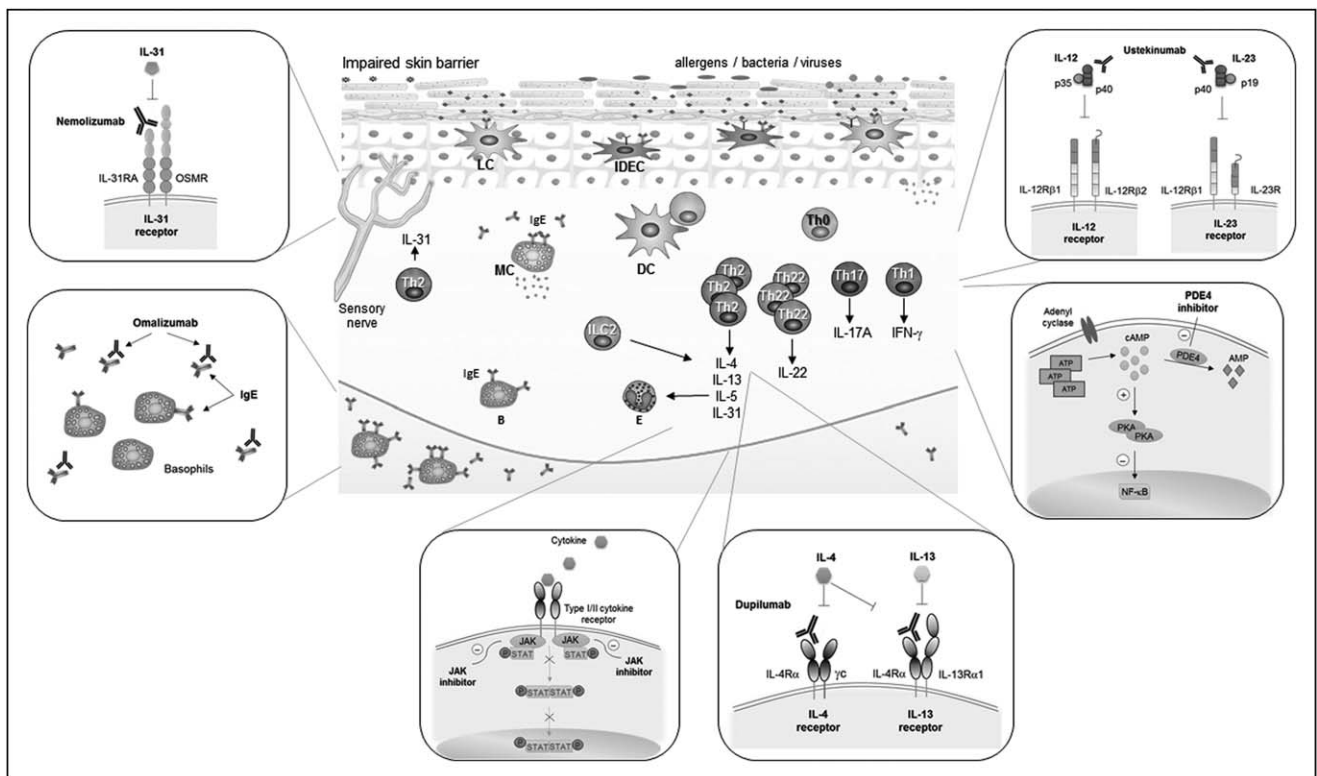 IL-31
Nemolizumab
IL-31RA
OSMR
IL-31
receptor
Impaired skin barrier
allergens / bacteria / viruses
LC
IDEC
IgE
MC
DC
Th0
IL-31
Th2
Sensory
nerve
Th2
Th2
Th2
Th22
Th22
Th22
Th17
Th1
IL-17A
IFN-γ
ILC2
IL-4
IL-13
IL-5
IL-31
IL-22
IgE
B
E
Ustekinumab
IL-12
IL-23
p35
p40
p40
p19
IL-12Rβ1
IL-12Rβ2
IL-12Rβ1
IL-23R
IL-12
receptor
IL-23
receptor
Omalizumab
IgE
Basophils
PDE4
inhibitor
Adenyl
cyclase
cAMP
PDE4
AMP
ATP
ATP
ATP
PKA
PKA
NF-κB
Cytokine
Type I/II cytokine
receptor
JAK
JAK
P STAT
STAT P
JAK
inhibitor
JAK
inhibitor
P STAT STAT P
P STAT STAT P
IL-4
IL-13
Dupilumab
IL-4Rα
γc
IL-4Rα
IL-13Rα1
IL-4
receptor
IL-13
receptor